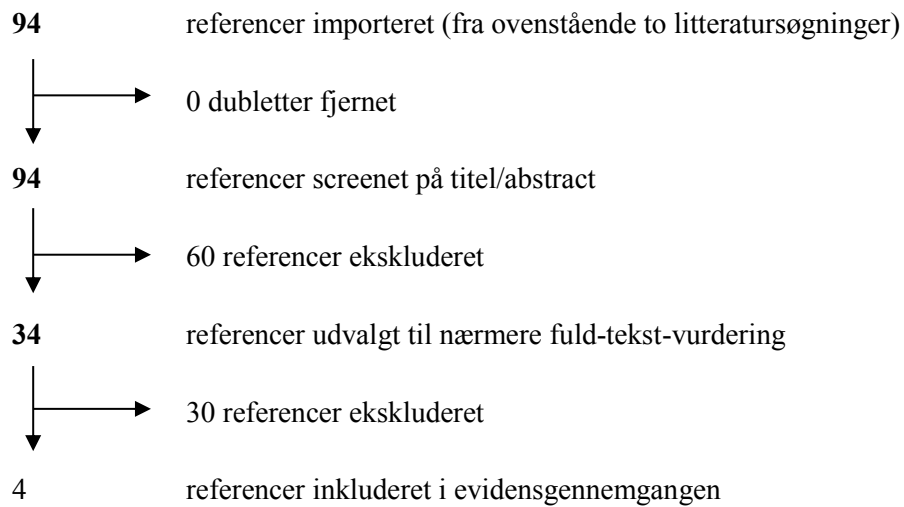 94 referencer importeret (fra ovenstående to litteratursøgninger)
0 dubletter fjernet
94 referencer screenet på titel/abstract
60 referencer ekskluderet
34 referencer udvalgt til nærmere fuld-tekst-vurdering
30 referencer ekskluderet
4 referencer inkluderet i evidensgennemgangen